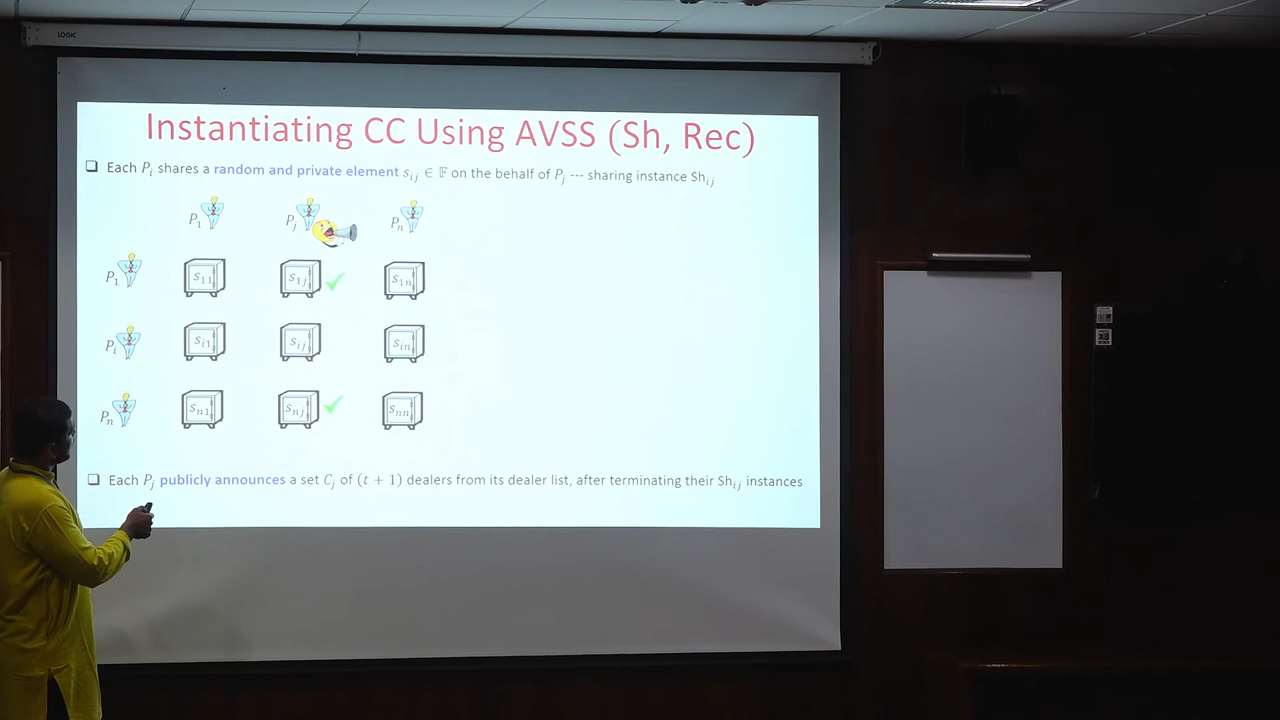 LOGIC
Instantiating CC Using AVSS (Sh, Rec)
❑ Each Pᵢ shares a random and private element sᵢⱼ ∈ 𝔽 on the behalf of Pⱼ --- sharing instance Shᵢⱼ
P₁ Pⱼ Pₙ
P₁ s₁₁ s₁ⱼ ✓ s₁ₙ
Pᵢ sᵢ₁ sᵢⱼ sᵢₙ
Pₙ sₙ₁ sₙⱼ ✓ sₙₙ
❑ Each Pⱼ publicly announces a set Cⱼ of (t + 1) dealers from its dealer list, after terminating their Shᵢⱼ instances